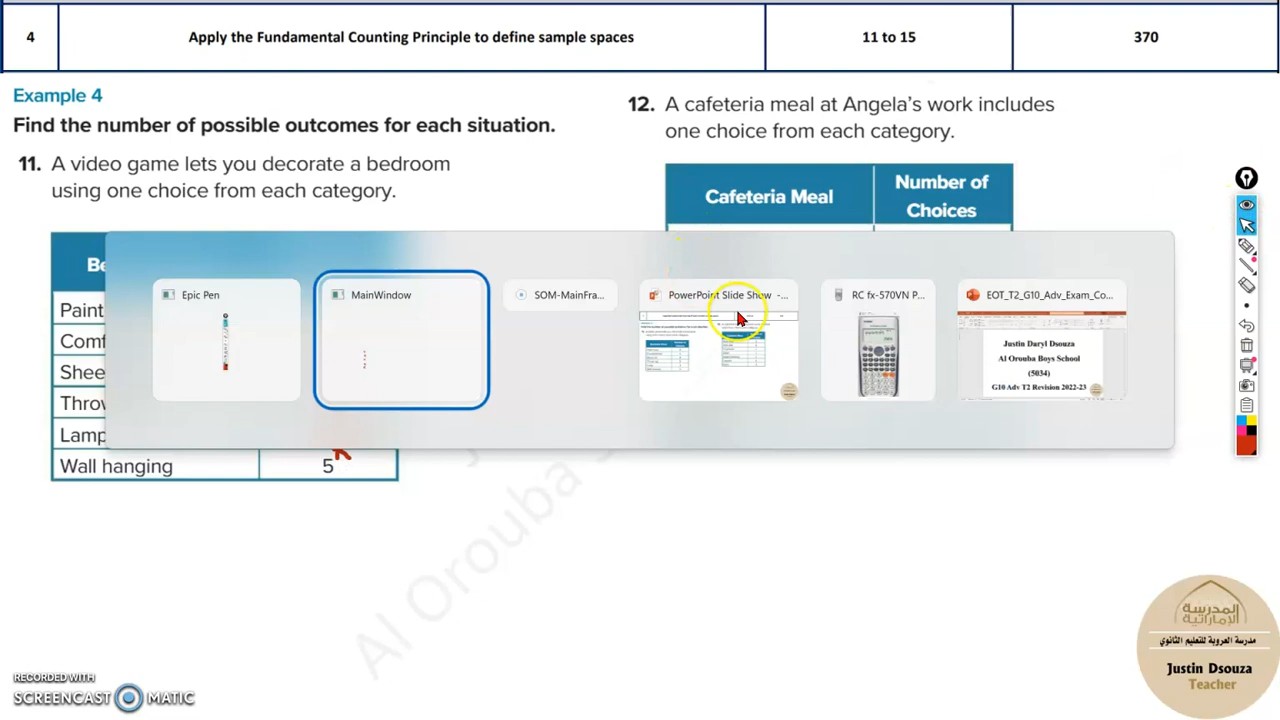 4
Apply the Fundamental Counting Principle to define sample spaces
11 to 15
370
Example 4
Find the number of possible outcomes for each situation.
11. A video game lets you decorate a bedroom
using one choice from each category.
12. A cafeteria meal at Angela's work includes
one choice from each category.
Cafeteria Meal
Number of
Choices
Be
Paint
Comf
Shee
Throv
Lamp
Wall hanging
5
Epic Pen
MainWindow
SOM-MainFra...
PowerPoint Slide Show -...
RC fx-570VN P...
EOT_T2_G10_Adv_Exam_Co...
Justin Daryl Dsouza
Al Orouba Boys School
(5034)
G10 Adv T2 Revision 2022-23
Al Orouba
RECORDED WITH
SCREENCAST MATIC
المدرسة
الإماراتية
مدرسة العروبة للتعليم الثانوي
Justin Dsouza
Teacher